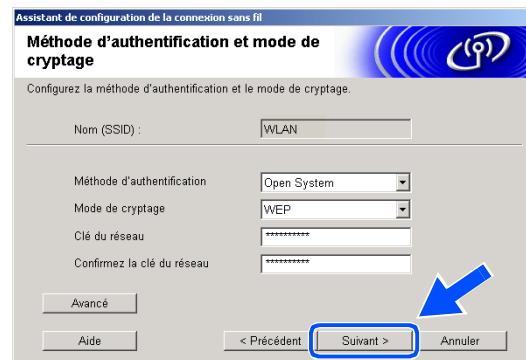 Assistant de configuration de la connexion sans fil
Méthode d'authentification et mode de
cryptage
Configurez la méthode d'authentification et le mode de cryptage.
Nom (SSID) : WLAN
Méthode d'authentification Open System
Mode de cryptage WEP
Clé du réseau **********
Confirmez la clé du réseau **********
Avancé
Aide < Précédent Suivant > Annuler